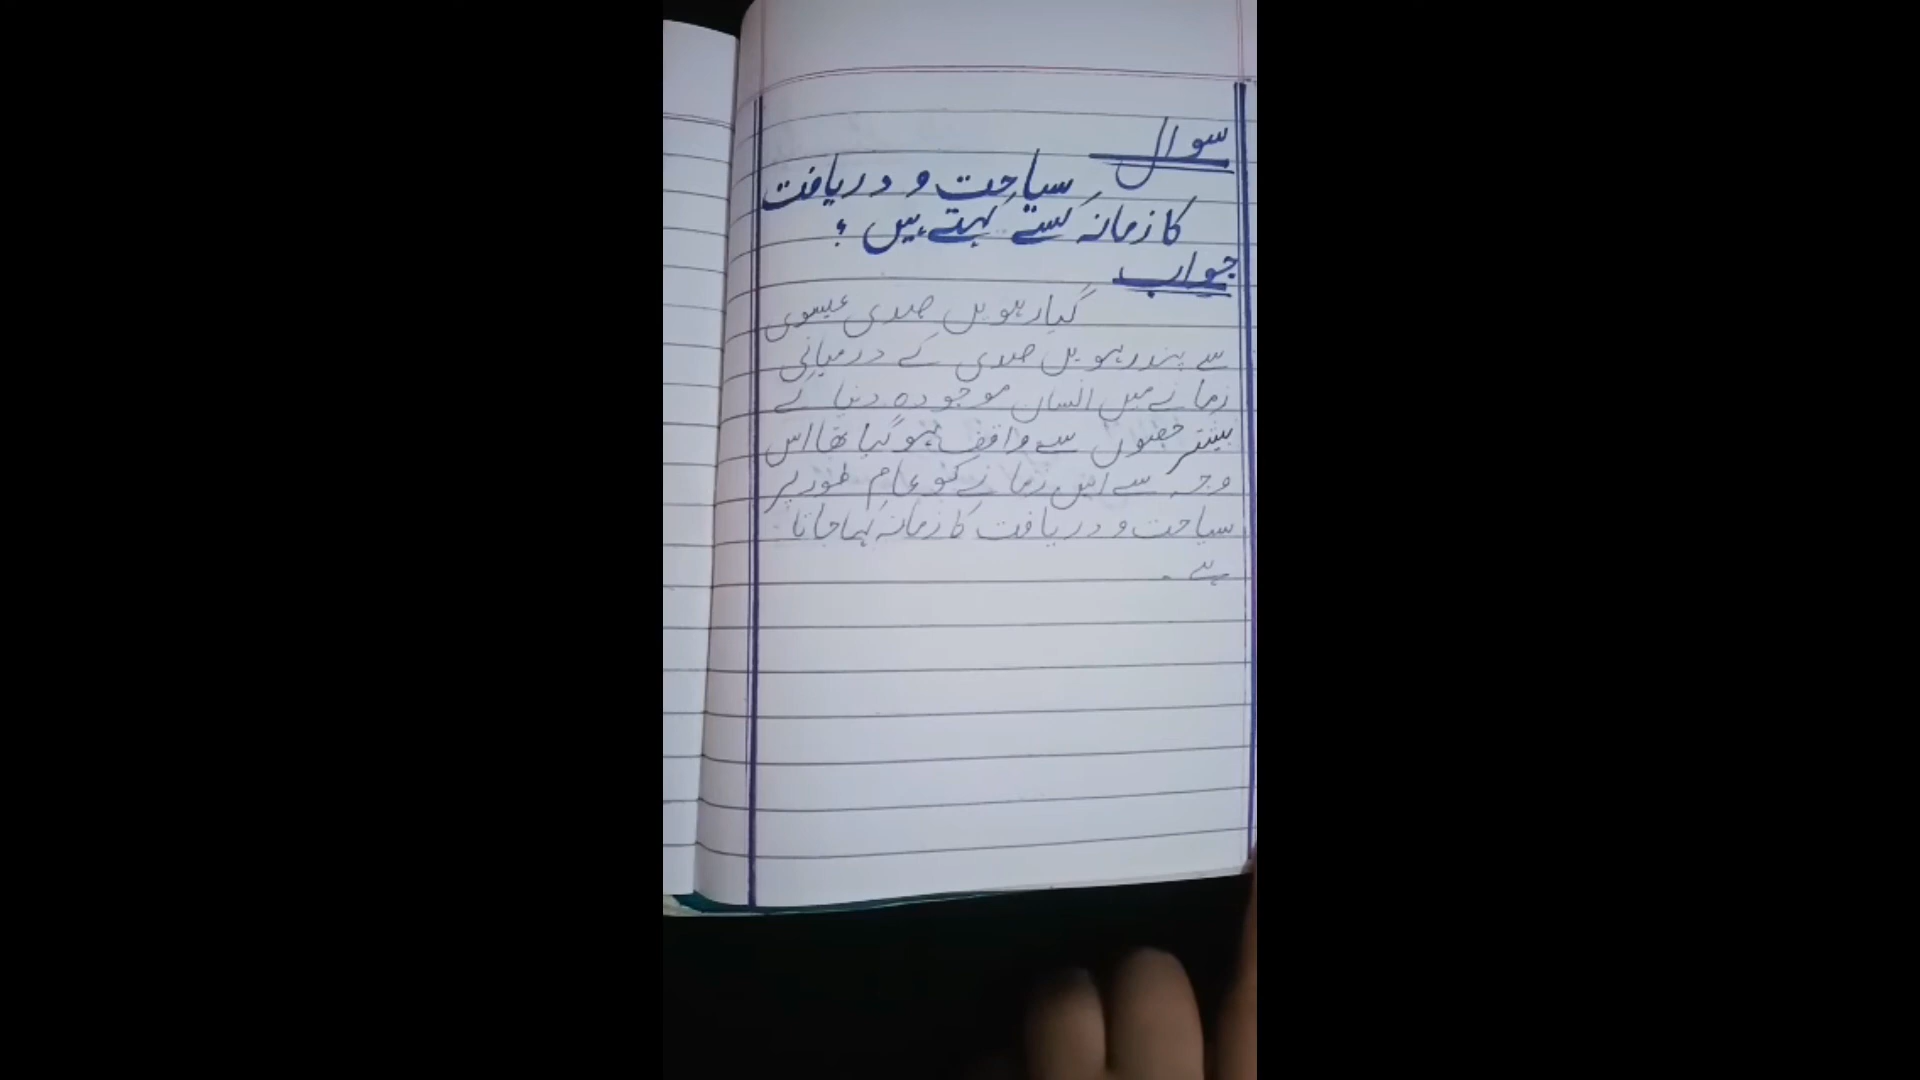 سوال
سیاحت و دریافت
کا زمانہ کسے کہتے ہیں ؟
جواب
گیارہویں صدی عیسوی
سے پندرہویں صدی کے درمیانی
زمانے میں انسان موجودہ دنیا کے
بیشتر حصوں سے واقف ہو گیا تھا اس
وجہ سے اس زمانے کو عام طور پر
سیاحت و دریافت کا زمانہ کہا جاتا
ہے ۔